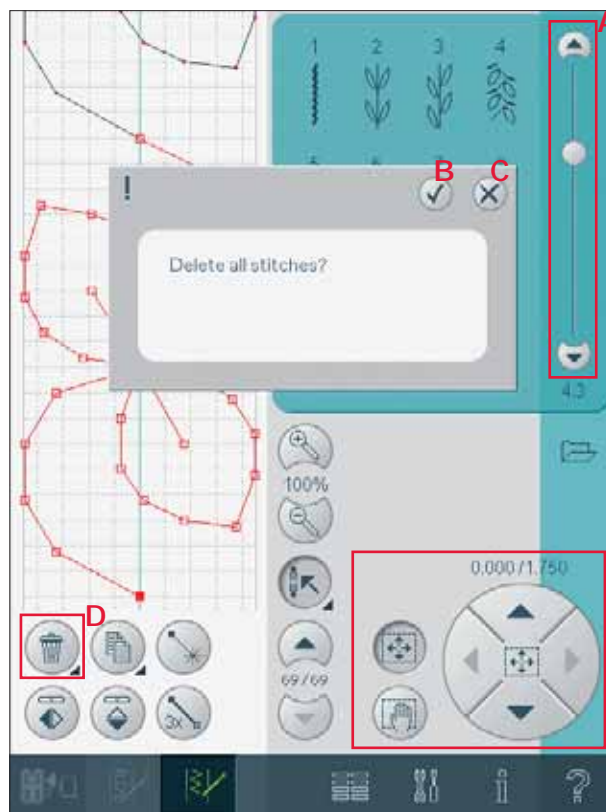 A
1 2 3 4
B C
!
Delete all stitches?
4.3
100%
0.000/1.750
D
69/69
3x
i ?